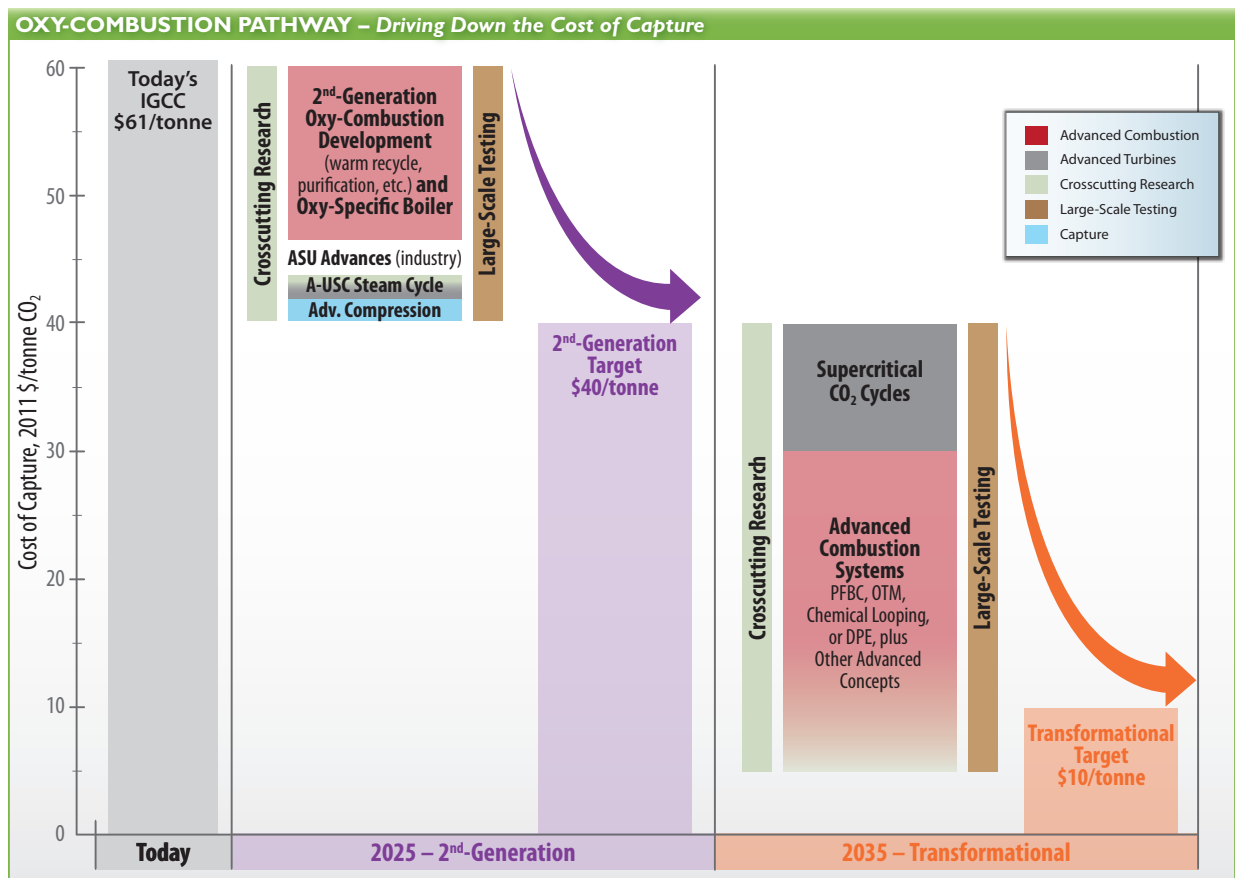 OXY-COMBUSTION PATHWAY – Driving Down the Cost of Capture
Cost of Capture, 2011 $/tonne CO₂
60
50
40
30
20
10
0
Today's
IGCC
$61/tonne
Crosscutting Research
2nd-Generation
Oxy-Combustion
Development
(warm recycle,
purification, etc.) and
Oxy-Specific Boiler
ASU Advances (industry)
A-USC Steam Cycle
Adv. Compression
Large-Scale Testing
2nd-Generation
Target
$40/tonne
Crosscutting Research
Supercritical
CO₂ Cycles
Advanced
Combustion
Systems
PFBC, OTM,
Chemical Looping,
or DPE, plus
Other Advanced
Concepts
Large-Scale Testing
Transformational
Target
$10/tonne
Advanced Combustion
Advanced Turbines
Crosscutting Research
Large-Scale Testing
Capture
Today
2025 – 2nd-Generation
2035 – Transformational